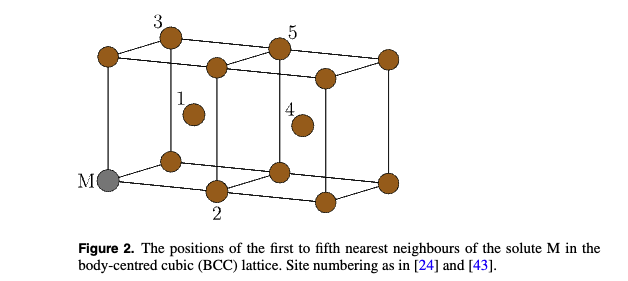 3
5
1
4
M
2
Figure 2. The positions of the first to fifth nearest neighbours of the solute M in the
body-centred cubic (BCC) lattice. Site numbering as in [24] and [43].